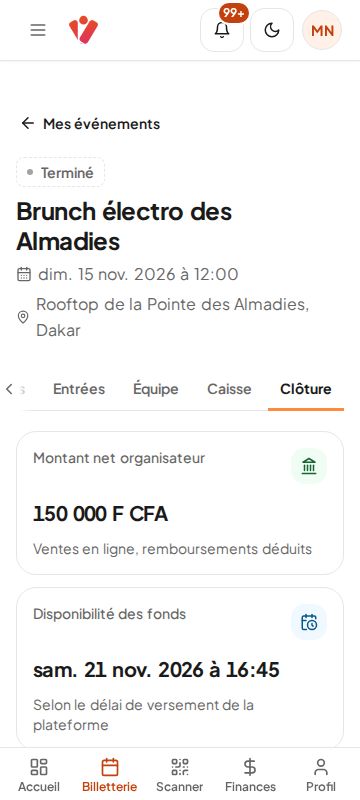 99+
MN
Mes événements
Terminé
Brunch électro des
Almadies
dim. 15 nov. 2026 à 12:00
Rooftop de la Pointe des Almadies,
Dakar
s Entrées Équipe Caisse Clôture
Montant net organisateur
150 000 F CFA
Ventes en ligne, remboursements déduits
Disponibilité des fonds
sam. 21 nov. 2026 à 16:45
Selon le délai de versement de la
plateforme
Accueil Billetterie Scanner Finances Profil